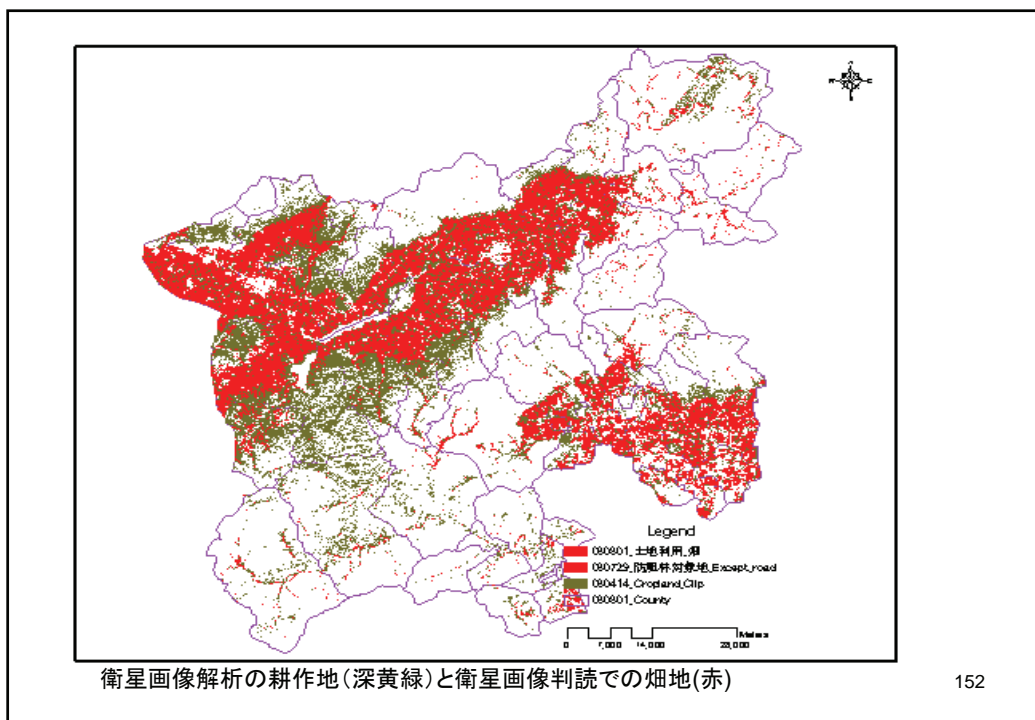 Legend
080801_土地利用_畑
080729_防風林対象地_Except_road
080414_Cropland_Clip
080801_County
Meters
0 7,000 14,000 28,000
衛星画像解析の耕作地(深黄緑)と衛星画像判読での畑地(赤)
152